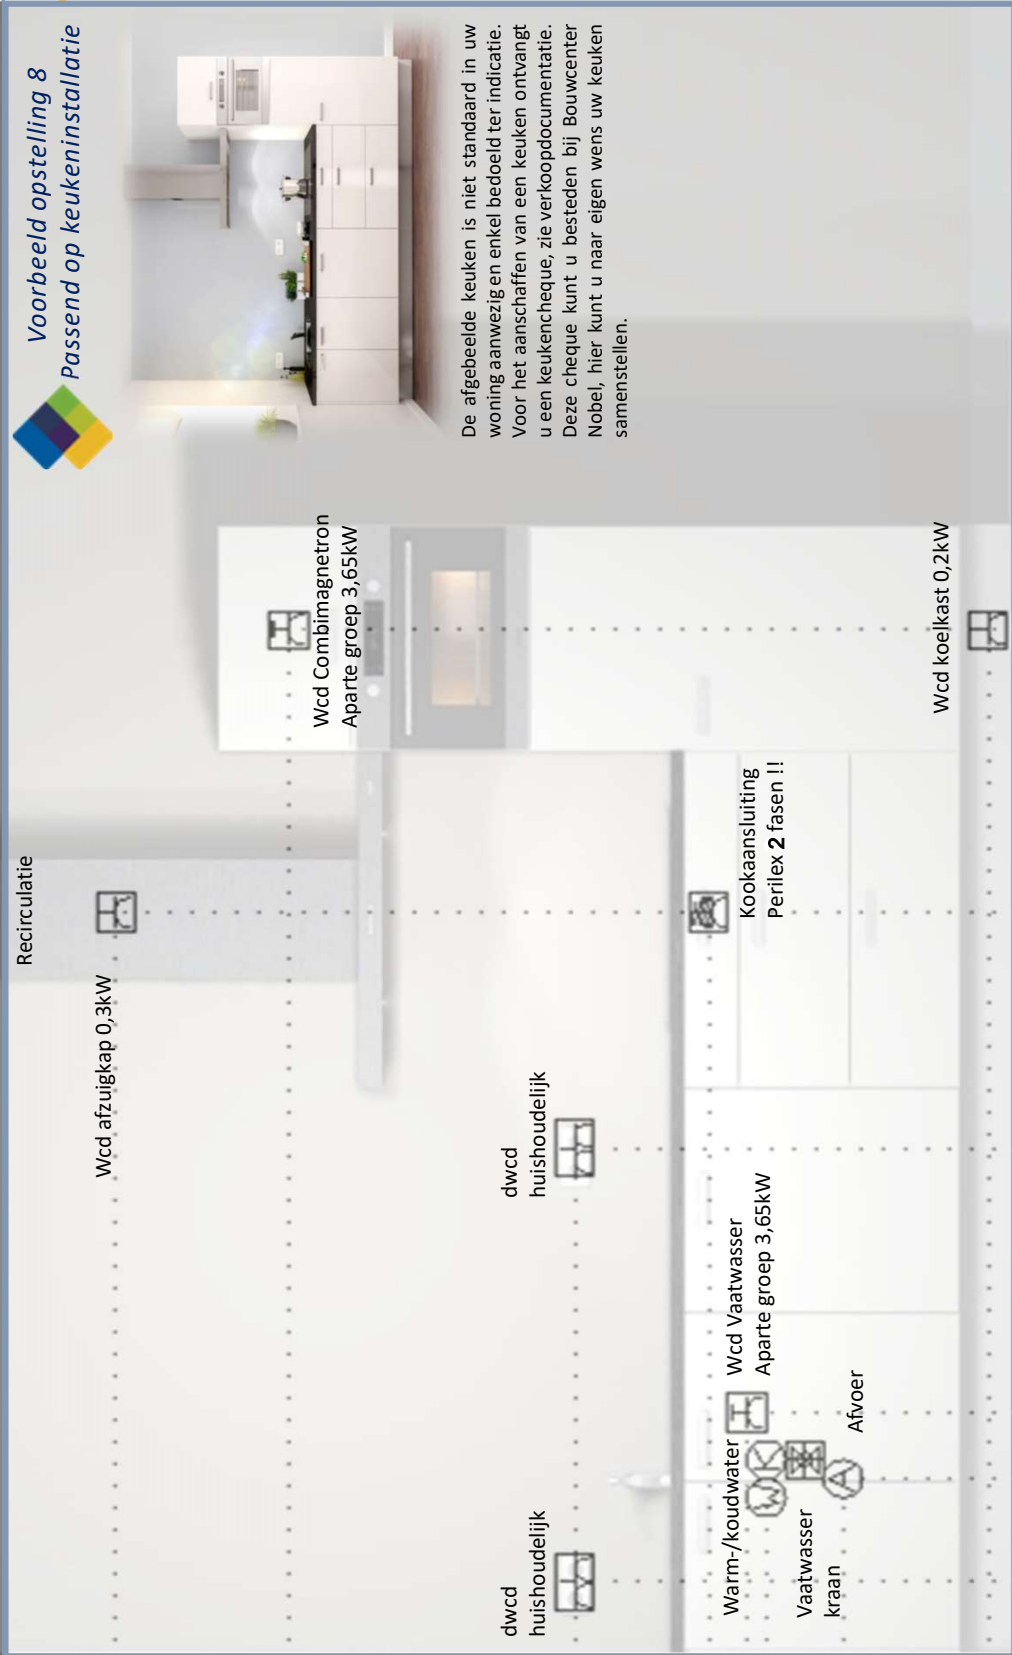 Voorbeeld opstelling 8
Passend op keukeninstallatie
De afgebeelde keuken is niet standaard in uw
woning aanwezig en enkel bedoeld ter indicatie.
Voor het aanschaffen van een keuken ontvangt
u een keukencheque, zie verkoopdocumentatie.
Deze cheque kunt u besteden bij Bouwcenter
Nobel, hier kunt u naar eigen wens uw keuken
samenstellen.
Recirculatie
Wcd afzuigkap 0,3kW
Wcd Combimagnetron
Aparte groep 3,65kW
dwcd
huishoudelijk
dwcd
huishoudelijk
Kookaansluiting
Perilex 2 fasen !!
Wcd Vaatwasser
Aparte groep 3,65kW
Warm-/koudwater
W K
Vaatwasser
kraan
A
Afvoer
Wcd koelkast 0,2kW